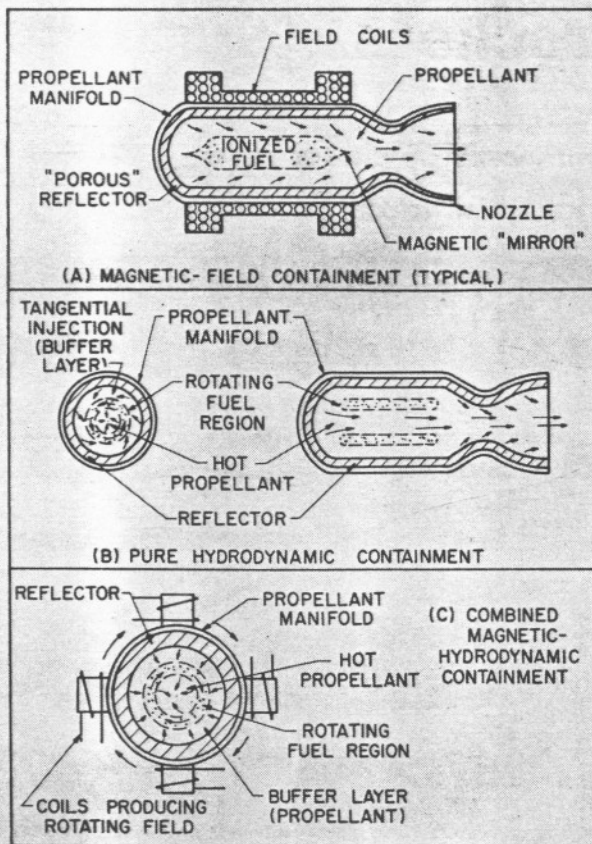 FIELD COILS
PROPELLANT
MANIFOLD
PROPELLANT
IONIZED
FUEL
"POROUS"
REFLECTOR
NOZZLE
MAGNETIC "MIRROR"
(A) MAGNETIC-FIELD CONTAINMENT (TYPICAL)
TANGENTIAL
INJECTION
(BUFFER
LAYER)
PROPELLANT
MANIFOLD
ROTATING
FUEL
REGION
HOT
PROPELLANT
REFLECTOR
(B) PURE HYDRODYNAMIC CONTAINMENT
REFLECTOR
PROPELLANT
MANIFOLD
(C) COMBINED
MAGNETIC-
HYDRODYNAMIC
CONTAINMENT
HOT
PROPELLANT
ROTATING
FUEL REGION
COILS PRODUCING
ROTATING FIELD
BUFFER LAYER
(PROPELLANT)